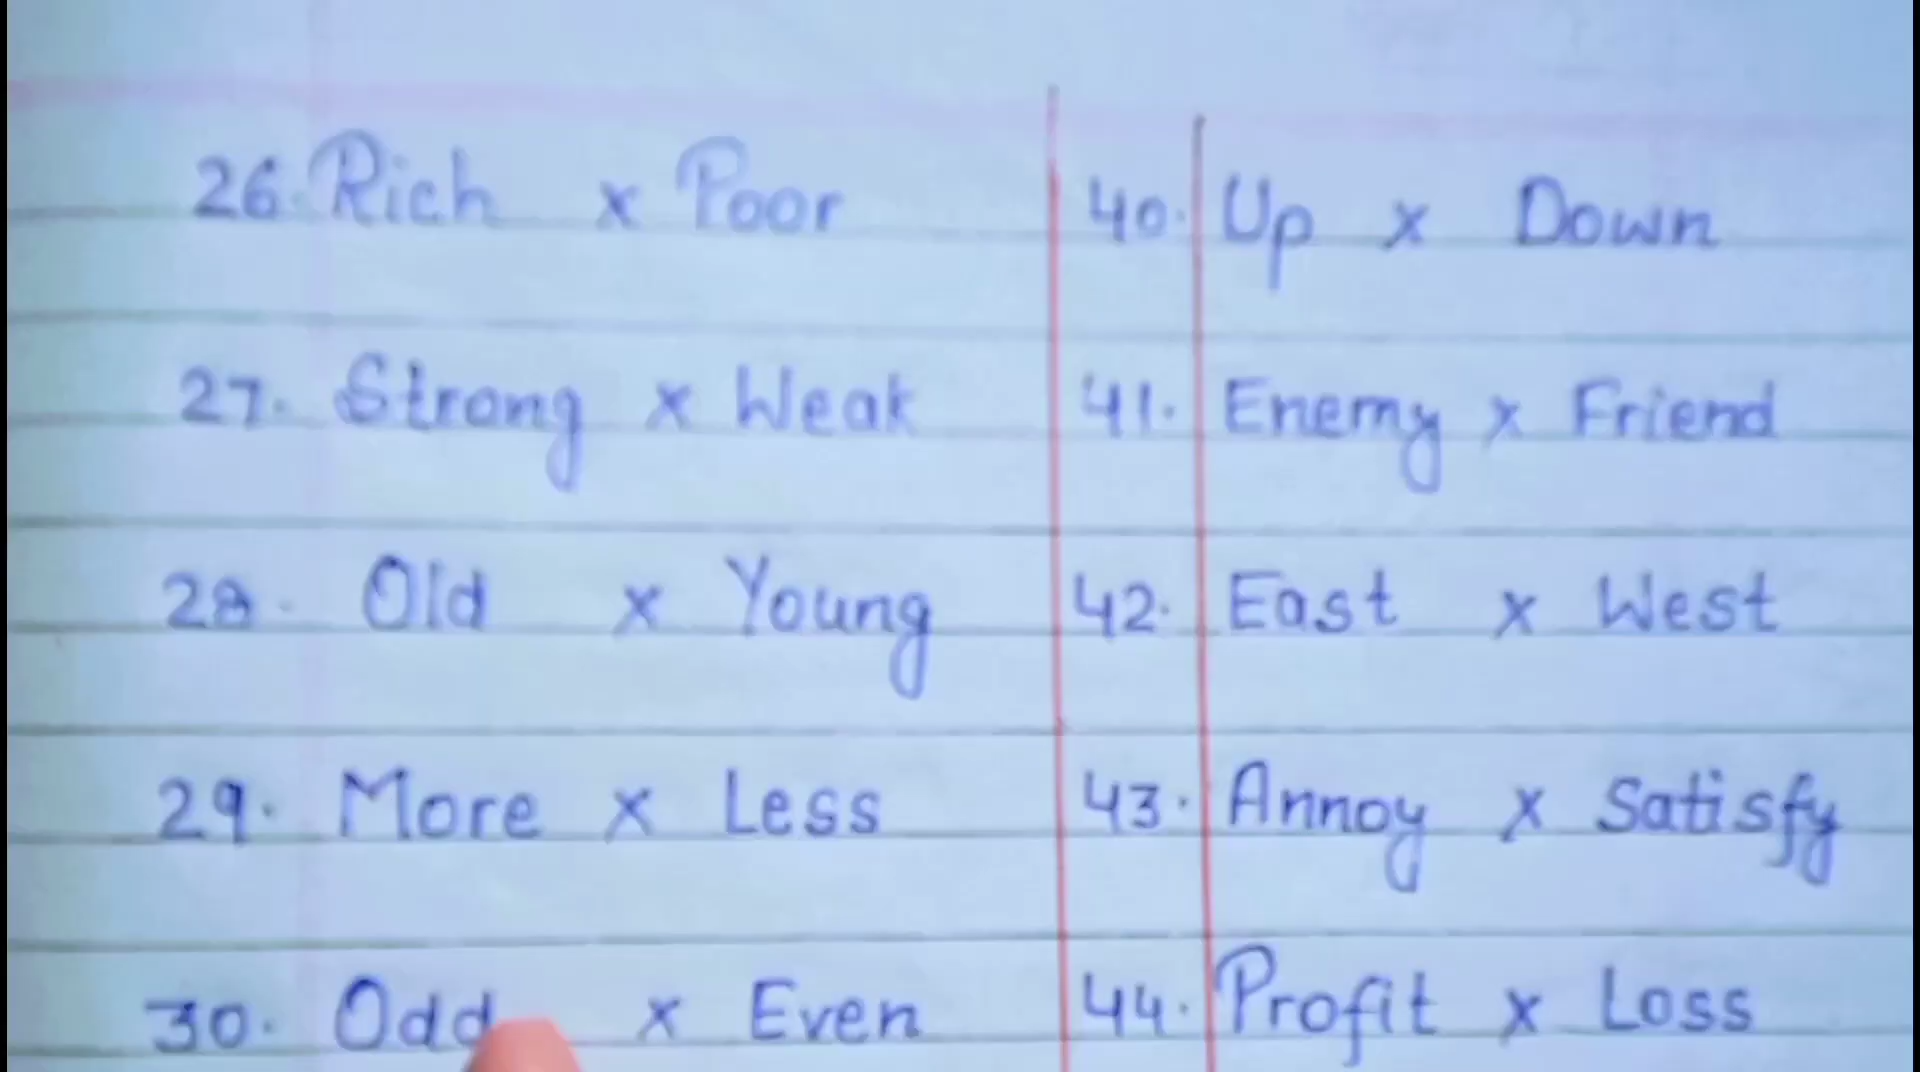 26. Rich x Poor
27. Strong x Weak
28. Old x Young
29. More x Less
30. Odd x Even
40. Up x Down
41. Enemy x Friend
42. East x West
43. Annoy x Satisfy
44. Profit x Loss